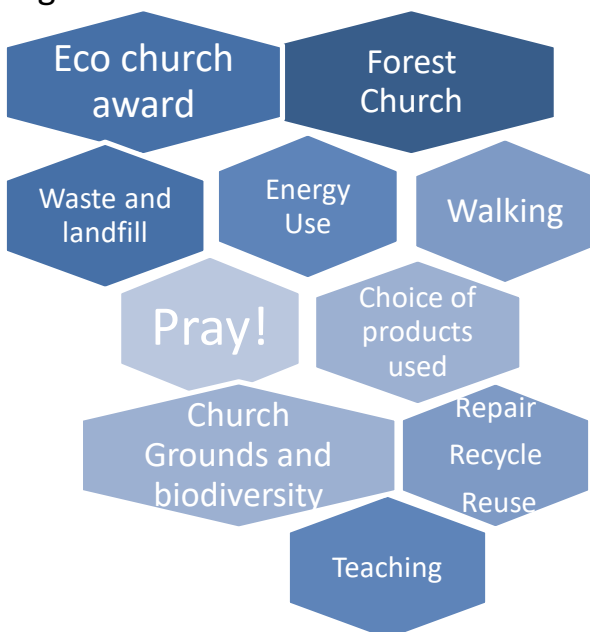 Eco church
award
Forest
Church
Waste and
landfill
Energy
Use
Walking
Pray!
Choice of
products
used
Church
Grounds and
biodiversity
Repair
Recycle
Reuse
Teaching